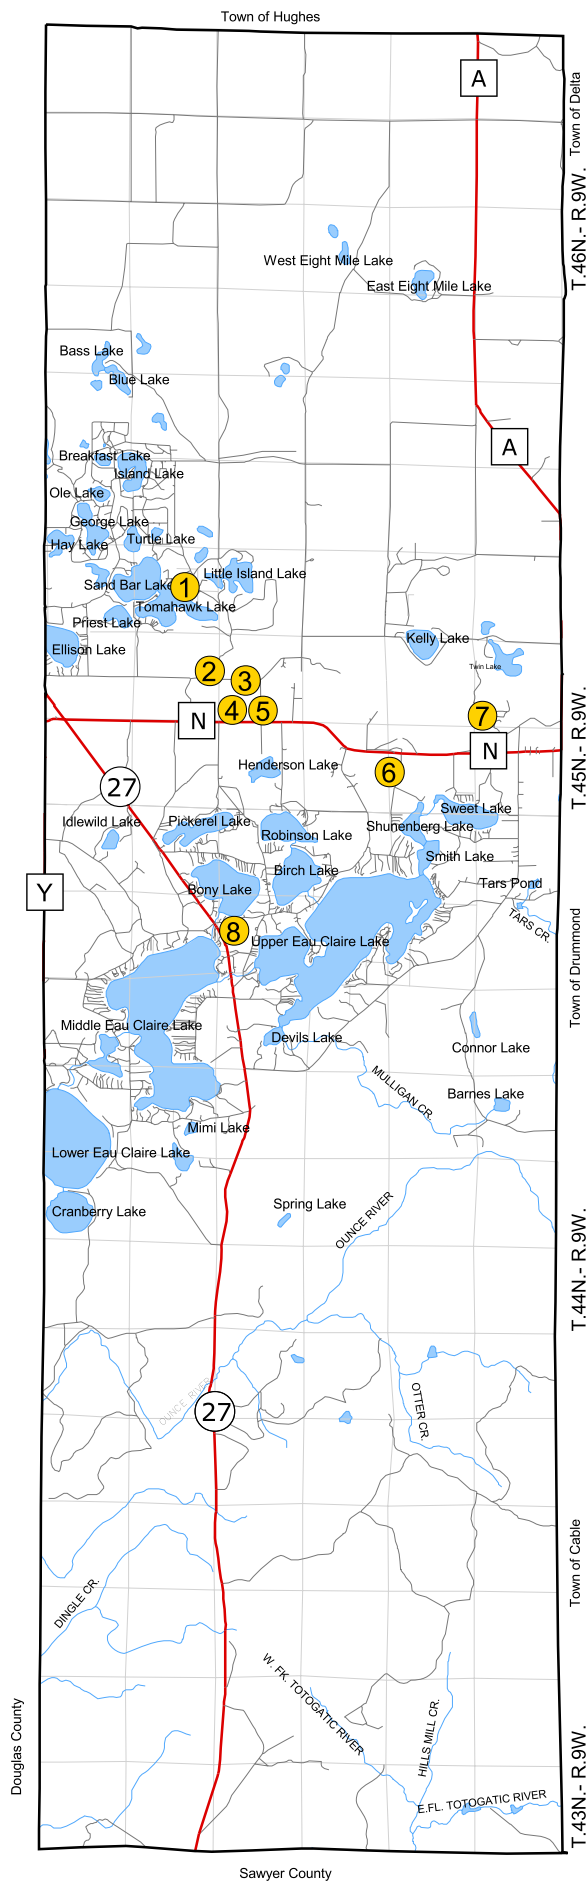 Town of Hughes
A
Town of Delta
T.46N.- R.9W.
West Eight Mile Lake
East Eight Mile Lake
Bass Lake
Blue Lake
A
Breakfast Lake
Island Lake
Ole Lake
George Lake
Turtle Lake
Hay Lake
Little Island Lake
Sand Bar Lake
1
Tomahawk Lake
Priest Lake
Kelly Lake
Ellison Lake
Twin Lake
2
3
4
5
7
N
N
T.45N.- R.9W.
Henderson Lake
6
27
Sweet Lake
Idlewild Lake
Pickerel Lake
Shunenberg Lake
Robinson Lake
Smith Lake
Birch Lake
Tars Pond
Y
Bony Lake
TARS CR.
8
Upper Eau Claire Lake
Town of Drummond
Middle Eau Claire Lake
Devils Lake
Connor Lake
MULLIGAN CR.
Barnes Lake
Mimi Lake
Lower Eau Claire Lake
Spring Lake
Cranberry Lake
OUNCE RIVER
T.44N.- R.9W.
OUNCE RIVER
OTTER CR.
27
Town of Cable
DINGLE CR.
W. FK. TOTOGATIC RIVER
HILLS MILL CR.
Douglas County
E.FL. TOTOGATIC RIVER
T.43N.- R.9W.
Sawyer County